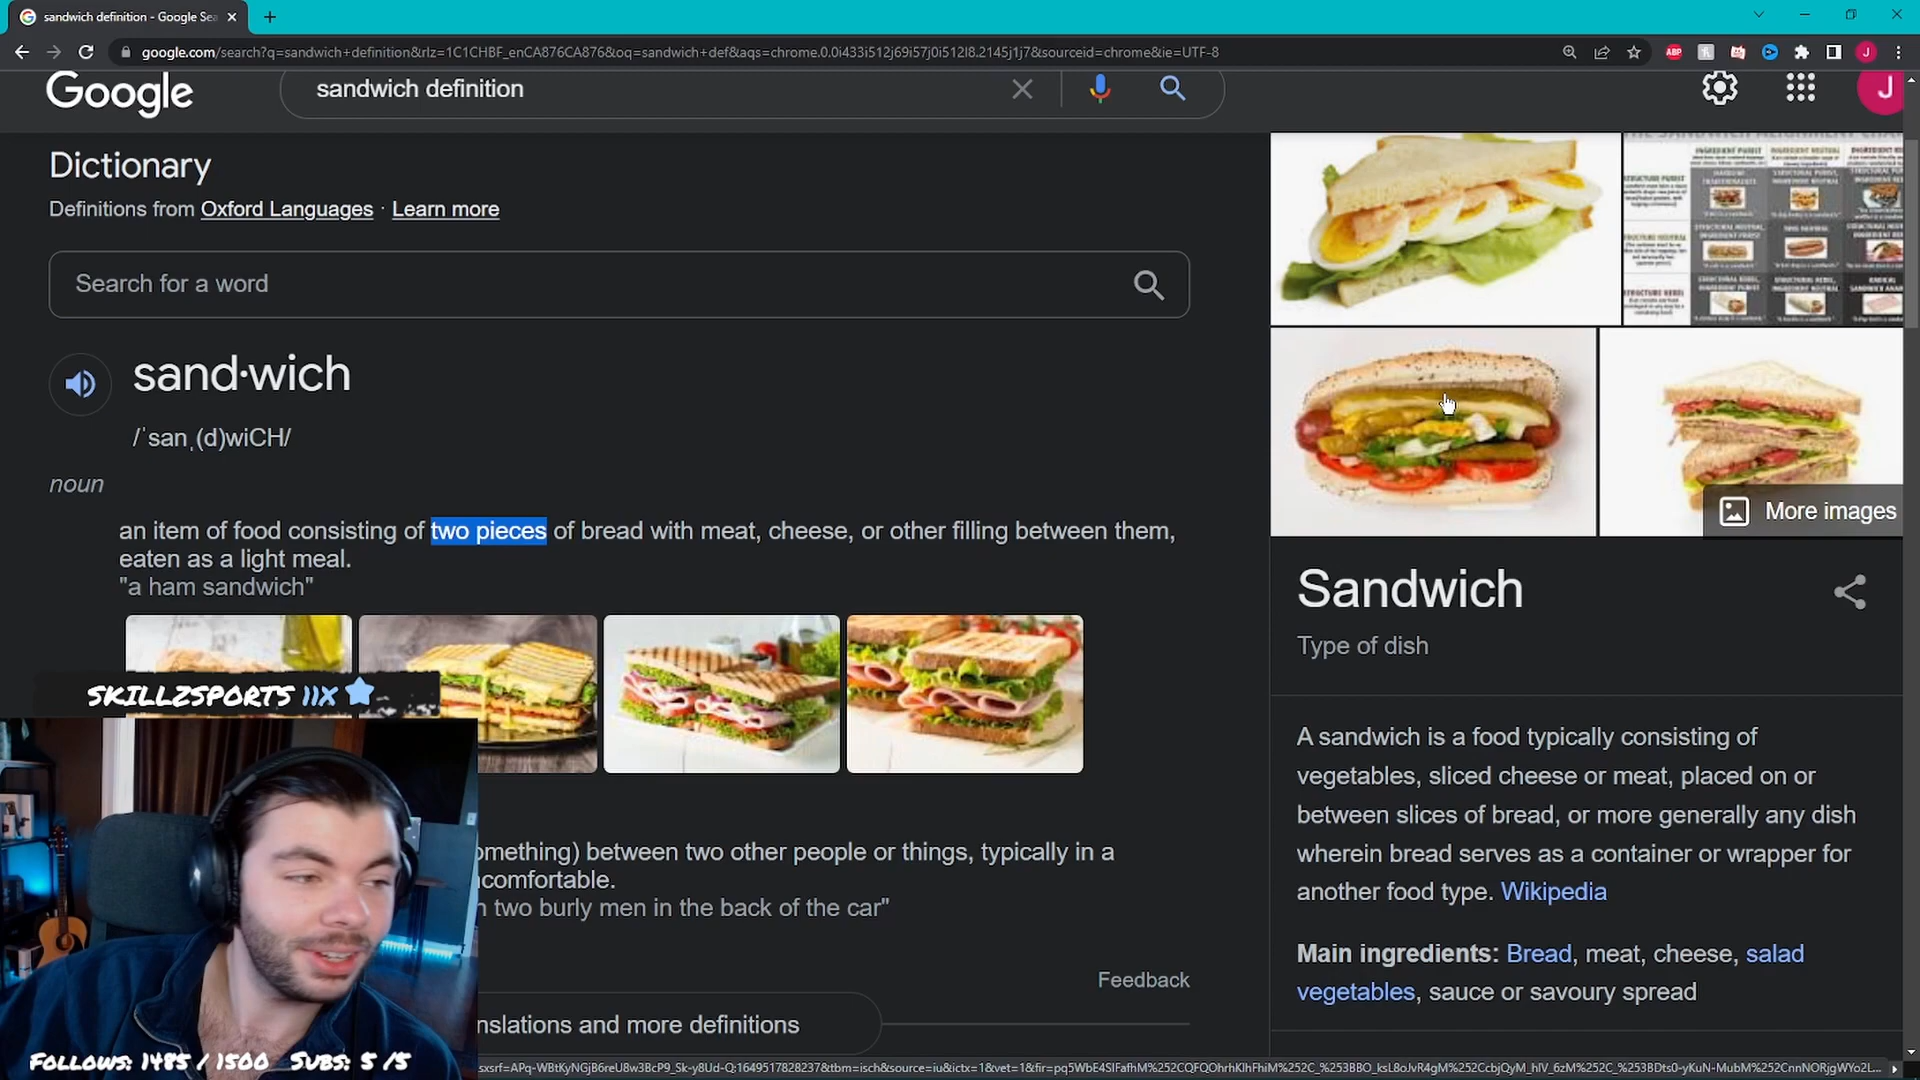 sandwich definition - Google Sea
google.com/search?q=sandwich+definition&rlz=1C1CHBF_enCA876CA876&oq=sandwich+def&aqs=chrome.0.0i433i512j69i57j0i512l8.2145j1j7&sourceid=chrome&ie=UTF-8
ABP
J
Google
sandwich definition
J
Dictionary
Definitions from Oxford Languages · Learn more
Search for a word
sand·wich
/ˈsanˌ(d)wiCH/
noun
an item of food consisting of two pieces of bread with meat, cheese, or other filling between them,
eaten as a light meal.
"a ham sandwich"
SKILLZSPORTS 11X
omething) between two other people or things, typically in a
comfortable.
n two burly men in the back of the car"
Feedback
nslations and more definitions
FOLLOWS: 1485 / 1500 SUBS: 5 /5
More images
Sandwich
Type of dish
A sandwich is a food typically consisting of
vegetables, sliced cheese or meat, placed on or
between slices of bread, or more generally any dish
wherein bread serves as a container or wrapper for
another food type. Wikipedia
Main ingredients: Bread, meat, cheese, salad
vegetables, sauce or savoury spread